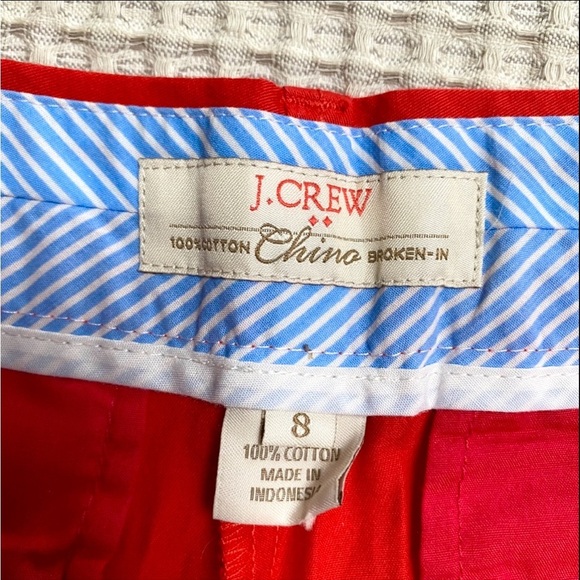 J.CREW
100% COTTON Chino BROKEN-IN
8
100% COTTON
MADE IN
INDONESIA